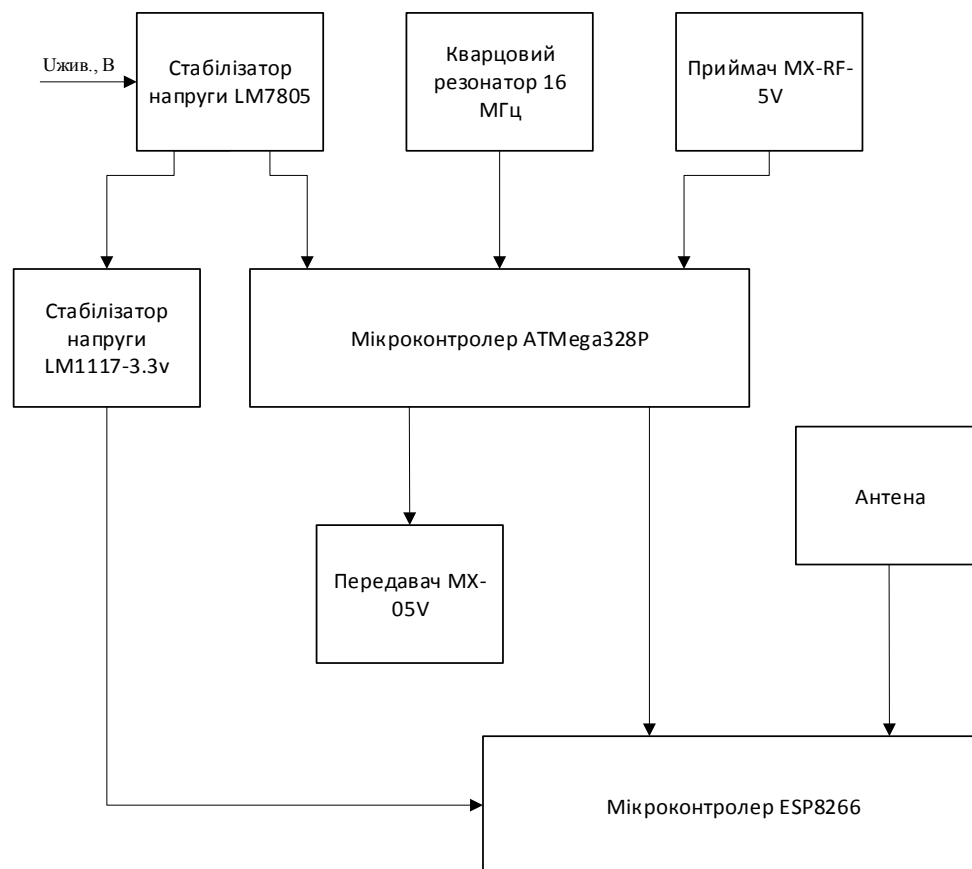 Uжив., В
Стабілізатор
напруги LM7805
Кварцовий
резонатор 16
МГц
Приймач MX-RF-
5V
Стабілізатор
напруги
LM1117-3.3v
Мікроконтролер ATMega328P
Антена
Передавач MX-
05V
Мікроконтролер ESP8266